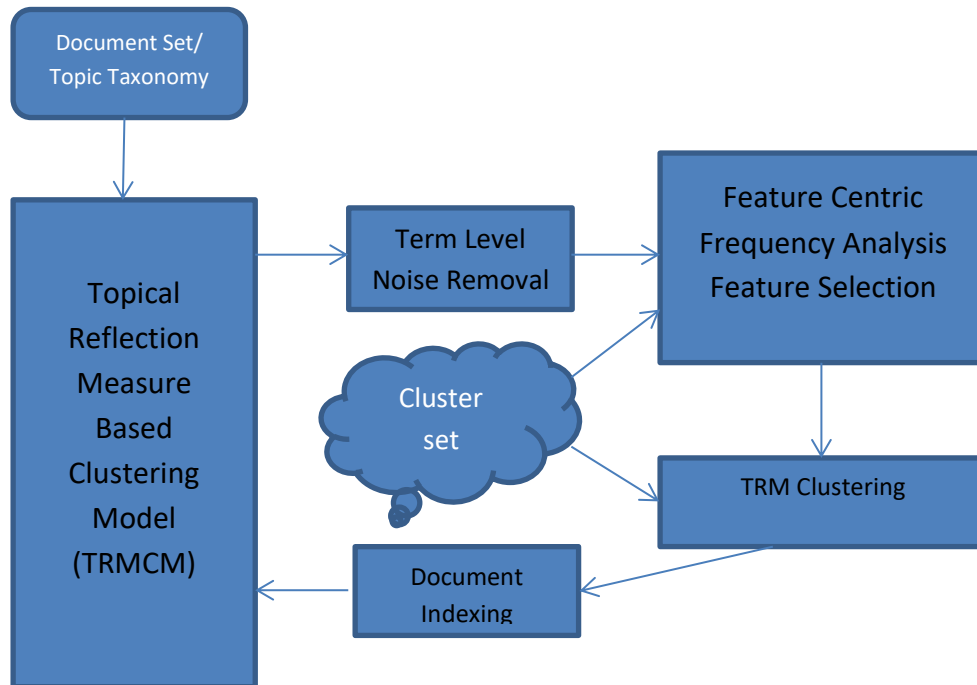 Document Set/
Topic Taxonomy
Topical
Reflection
Measure
Based
Clustering
Model
(TRMCM)
Term Level
Noise Removal
Feature Centric
Frequency Analysis
Feature Selection
Cluster
set
TRM Clustering
Document
Indexing